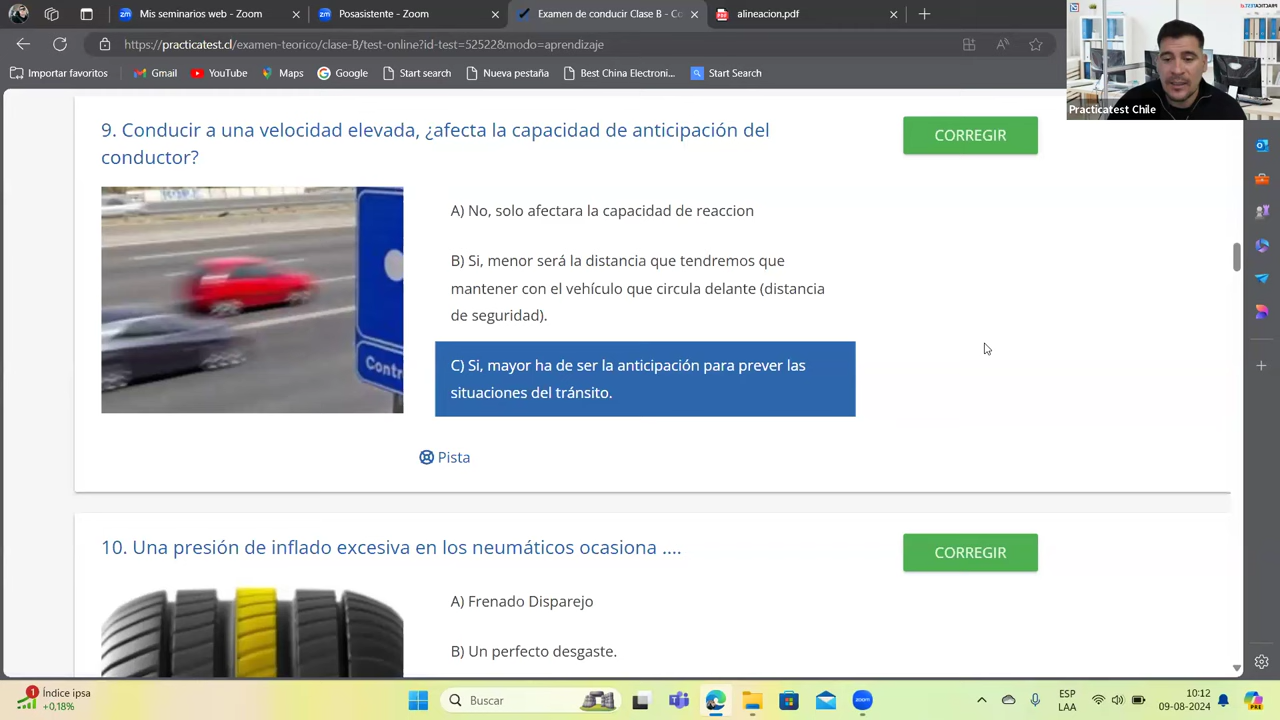 Mis seminarios web - Zoom
Posasistente - Zoom
Examen de conducir Clase B - Co
alineacion.pdf
https://practicatest.cl/examen-teorico/clase-B/test-online?id-test=52522&modo=aprendizaje
Importar favoritos
Gmail
YouTube
Maps
Google
Start search
Nueva pestaña
Best China Electroni...
Start Search
Practicatest Chile
9. Conducir a una velocidad elevada, ¿afecta la capacidad de anticipación del
conductor?
CORREGIR
A) No, solo afectara la capacidad de reaccion
B) Si, menor será la distancia que tendremos que
mantener con el vehículo que circula delante (distancia
de seguridad).
C) Si, mayor ha de ser la anticipación para prever las
situaciones del tránsito.
Contr
Pista
10. Una presión de inflado excesiva en los neumáticos ocasiona ....
CORREGIR
A) Frenado Disparejo
B) Un perfecto desgaste.
1
Índice ipsa
+0,18%
Buscar
ESP
LAA
10:12
09-08-2024
PRE